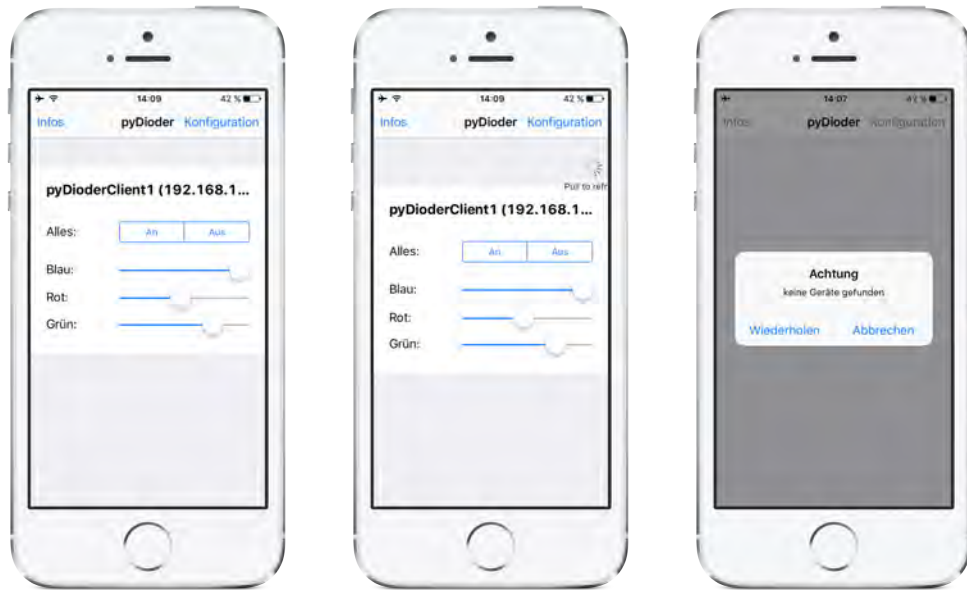 14:09 42 %
Infos pyDioder Konfiguration
pyDioderClient1 (192.168.1...
Alles: An Aus
Blau:
Rot:
Grün:
14:09 42 %
Infos pyDioder Konfiguration
Pull to refr
pyDioderClient1 (192.168.1...
Alles: An Aus
Blau:
Rot:
Grün:
14:07 42 %
Infos pyDioder Konfiguration
Achtung
keine Geräte gefunden
Wiederholen Abbrechen